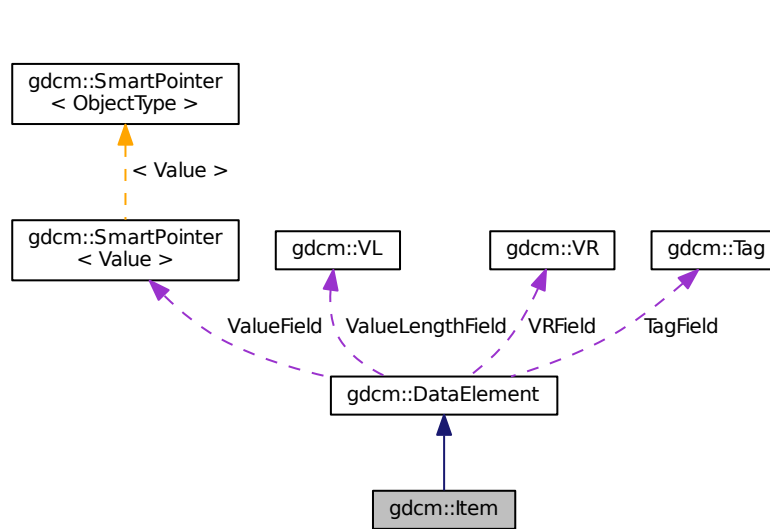 gdcm::SmartPointer
< ObjectType >
< Value >
gdcm::SmartPointer
< Value >
gdcm::VL
gdcm::VR
gdcm::Tag
ValueField
ValueLengthField
VRField
TagField
gdcm::DataElement
gdcm::Item